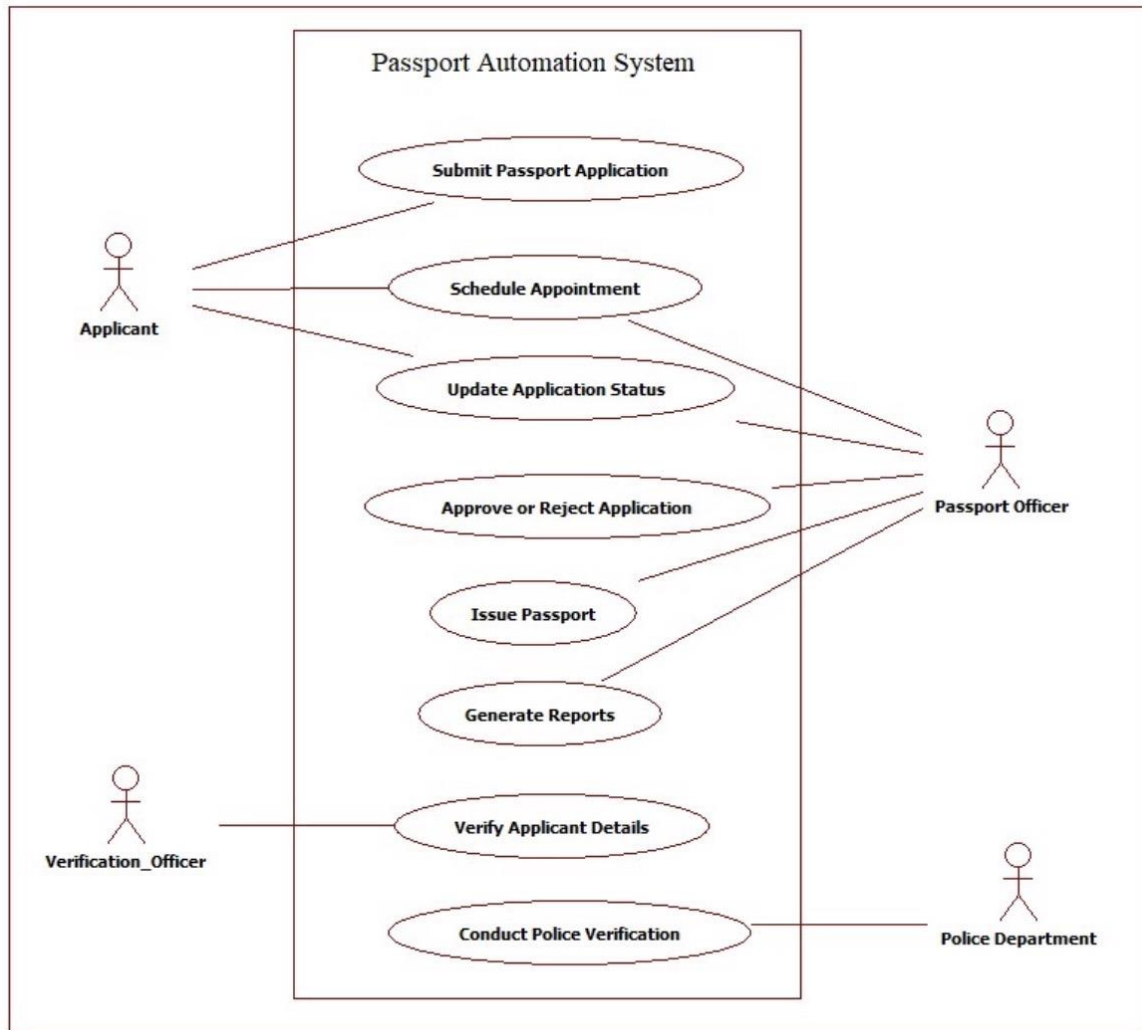 Passport Automation System
Submit Passport Application
Schedule Appointment
Applicant
Update Application Status
Approve or Reject Application
Passport Officer
Issue Passport
Generate Reports
Verify Applicant Details
Verification_Officer
Conduct Police Verification
Police Department